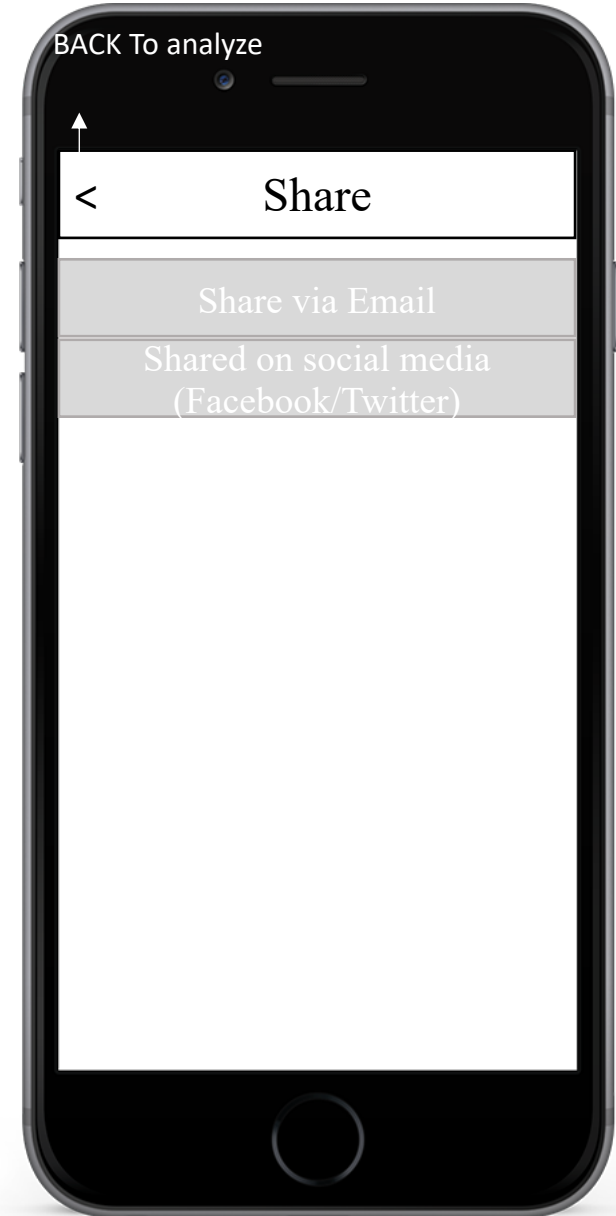 BACK To analyze
< Share
Share via Email
Shared on social media
(Facebook/Twitter)